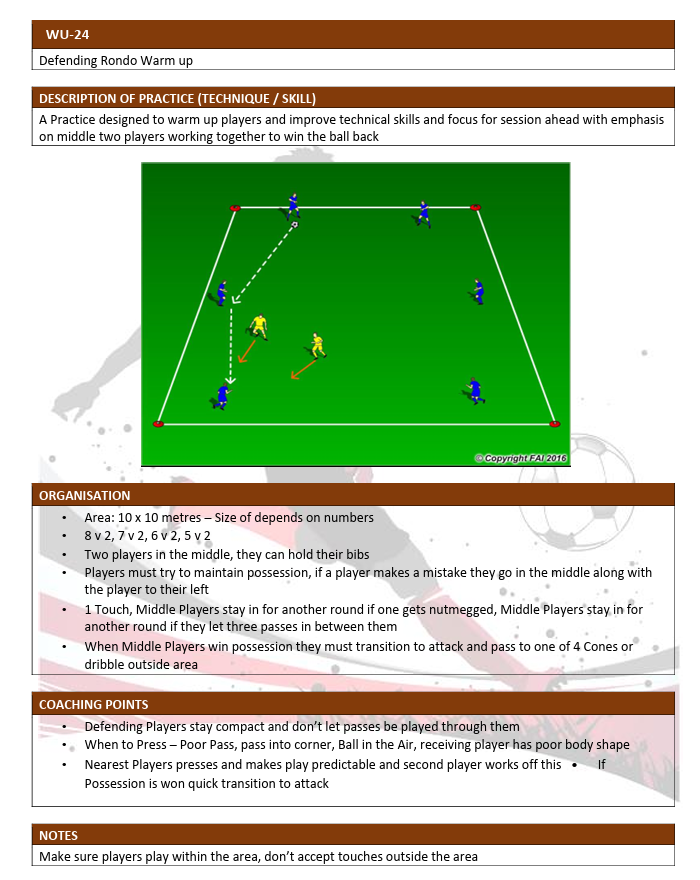 WU-24
Defending Rondo Warm up
DESCRIPTION OF PRACTICE (TECHNIQUE / SKILL)
A Practice designed to warm up players and improve technical skills and focus for session ahead with emphasis
on middle two players working together to win the ball back
© Copyright FAI 2016
ORGANISATION
• Area: 10 x 10 metres – Size of depends on numbers
• 8 v 2, 7 v 2, 6 v 2, 5 v 2
• Two players in the middle, they can hold their bibs
• Players must try to maintain possession, if a player makes a mistake they go in the middle along with
the player to their left
• 1 Touch, Middle Players stay in for another round if one gets nutmegged, Middle Players stay in for
another round if they let three passes in between them
• When Middle Players win possession they must transition to attack and pass to one of 4 Cones or
dribble outside area
COACHING POINTS
• Defending Players stay compact and don’t let passes be played through them
• When to Press – Poor Pass, pass into corner, Ball in the Air, receiving player has poor body shape
• Nearest Players presses and makes play predictable and second player works off this • If
Possession is won quick transition to attack
NOTES
Make sure players play within the area, don’t accept touches outside the area